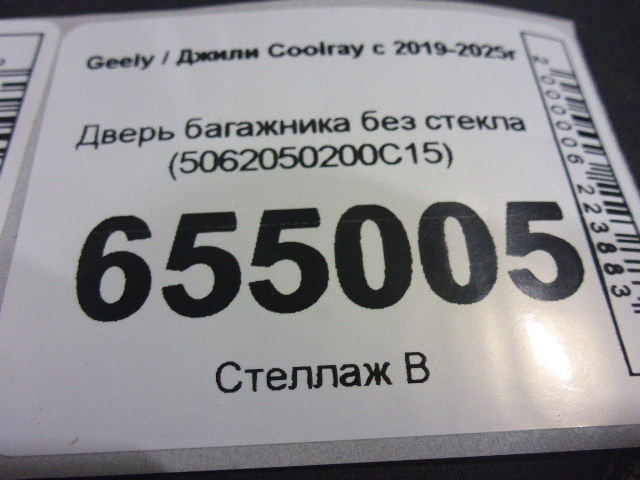 Geely / Джили Coolray с 2019-2025г
Дверь багажника без стекла
(5062050200C15)
655005
Стеллаж В
2000006223883